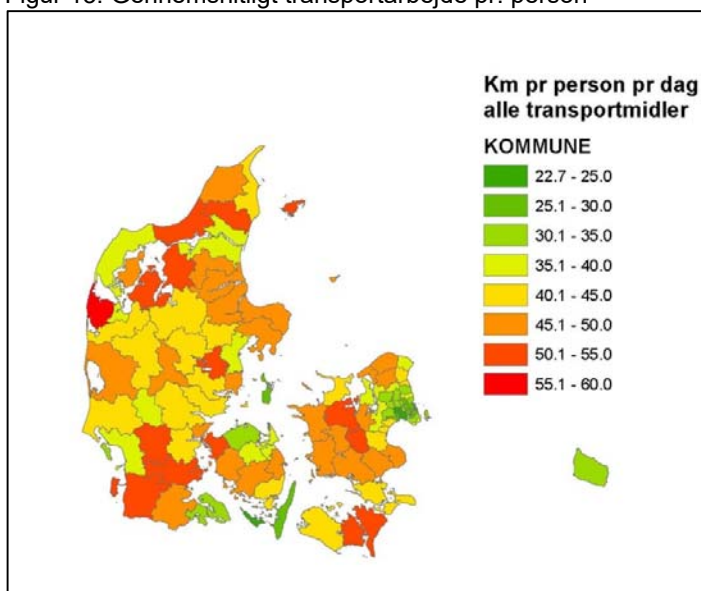 Figur 10: Gennemsnitligt transportarbejde pr. person
Km pr person pr dag
alle transportmidler
KOMMUNE
22.7 - 25.0
25.1 - 30.0
30.1 - 35.0
35.1 - 40.0
40.1 - 45.0
45.1 - 50.0
50.1 - 55.0
55.1 - 60.0